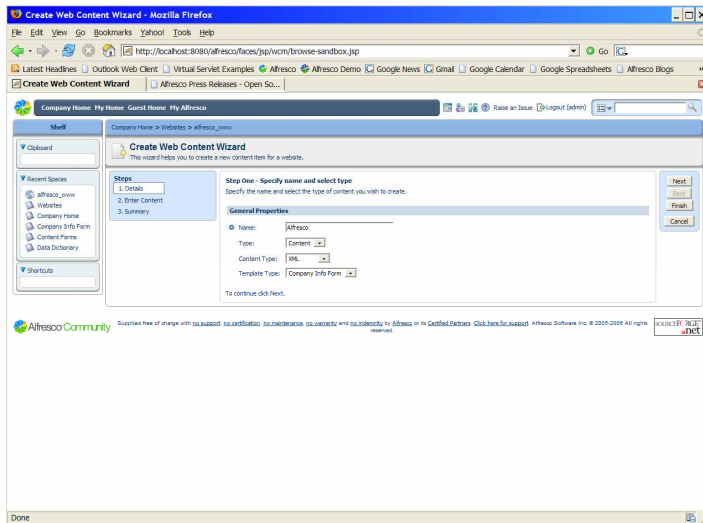 Create Web Content Wizard - Mozilla Firefox
File Edit View Go Bookmarks Yahoo! Tools Help
http://localhost:8080/alfresco/faces/jsp/wcm/browse-sandbox.jsp Go
Latest Headlines Outlook Web Client Virtual Servlet Examples Alfresco Alfresco Demo Google News Gmail Google Calendar Google Spreadsheets Alfresco Blogs »
Create Web Content Wizard Alfresco Press Releases - Open So...
Company Home My Home Guest Home My Alfresco Raise an Issue Logout (admin)
Shelf
Company Home > Websites > alfresco_www
Clipboard
Create Web Content Wizard
This wizard helps you to create a new content item for a website.
Recent Spaces
alfresco_www
Websites
Company Home
Company Info Form
Content Forms
Data Dictionary
Shortcuts
Steps
1. Details
2. Enter Content
3. Summary
Step One - Specify name and select type
Specify the name and select the type of content you wish to create.
General Properties
Name: Alfresco
Type: Content
Content Type: XML
Template Type: Company Info Form
To continue click Next.
Next
Back
Finish
Cancel
Alfresco Community
Supplied free of charge with no support, no certification, no maintenance, no warranty and no indemnity by Alfresco or its Certified Partners. Click here for support. Alfresco Software Inc. © 2005-2006 All rights reserved.
SOURCEFORGE .net
Done